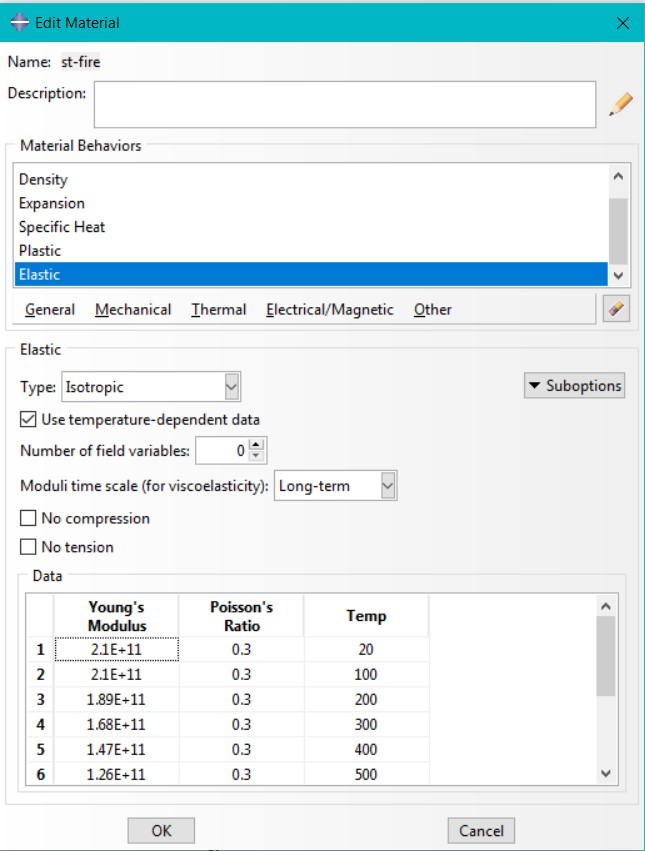 Edit Material
Name: st-fire
Description:
Material Behaviors
Density
Expansion
Specific Heat
Plastic
Elastic
General Mechanical Thermal Electrical/Magnetic Other
Elastic
Type: Isotropic Suboptions
Use temperature-dependent data
Number of field variables: 0
Moduli time scale (for viscoelasticity): Long-term
No compression
No tension
Data
Young's Modulus Poisson's Ratio Temp
1 2.1E+11 0.3 20
2 2.1E+11 0.3 100
3 1.89E+11 0.3 200
4 1.68E+11 0.3 300
5 1.47E+11 0.3 400
6 1.26E+11 0.3 500
OK Cancel